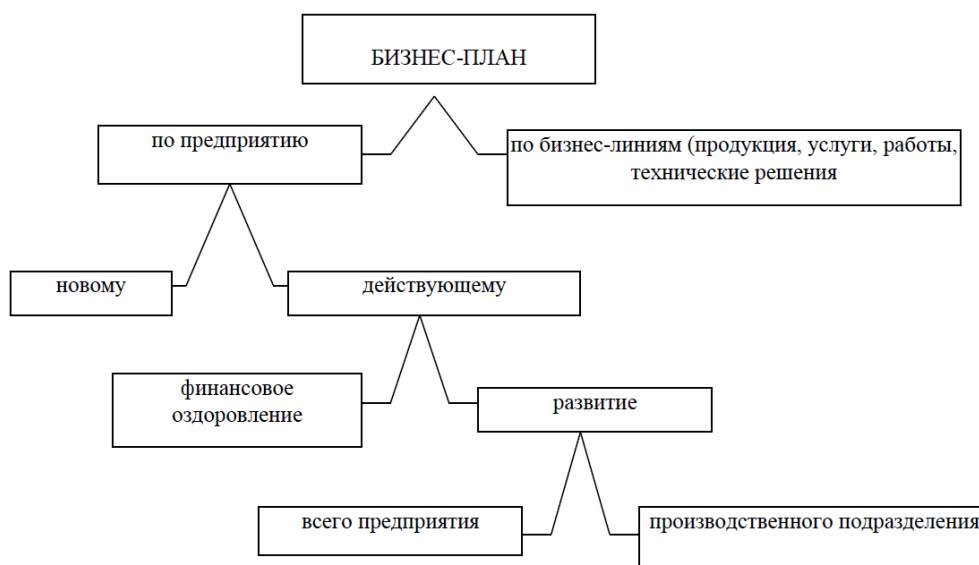 БИЗНЕС-ПЛАН
по предприятию
по бизнес-линиям (продукция, услуги, работы,
технические решения
новому
действующему
финансовое
оздоровление
развитие
всего предприятия
производственного подразделения